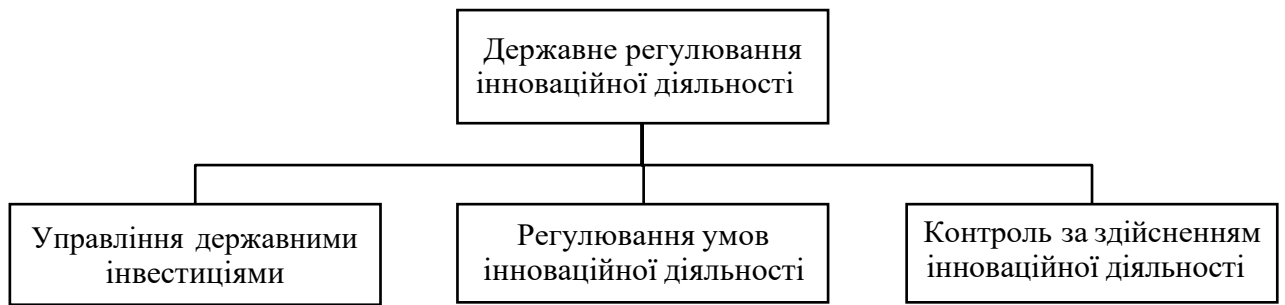 Державне регулювання
інноваційної діяльності
Управління державними
інвестиціями
Регулювання умов
інноваційної діяльності
Контроль за здійсненням
інноваційної діяльності